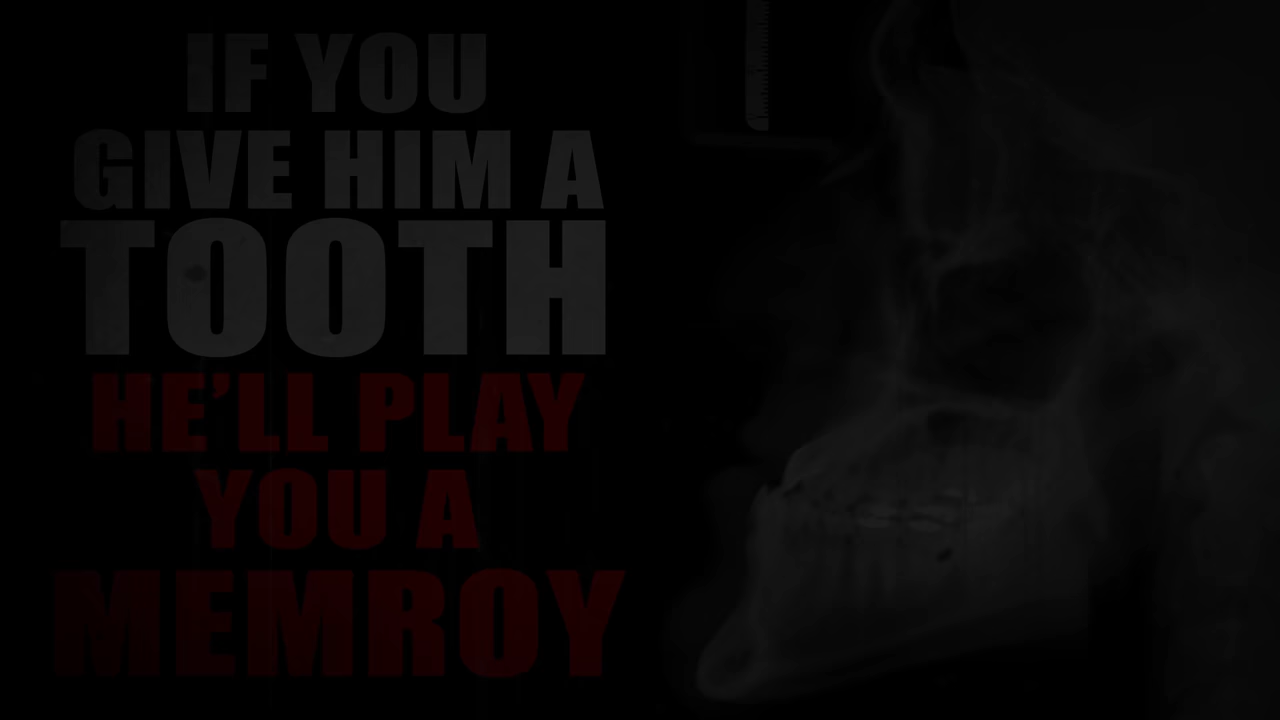 IF YOU
GIVE HIM A
TOOTH
HE’LL PLAY
YOU A
MEMROY